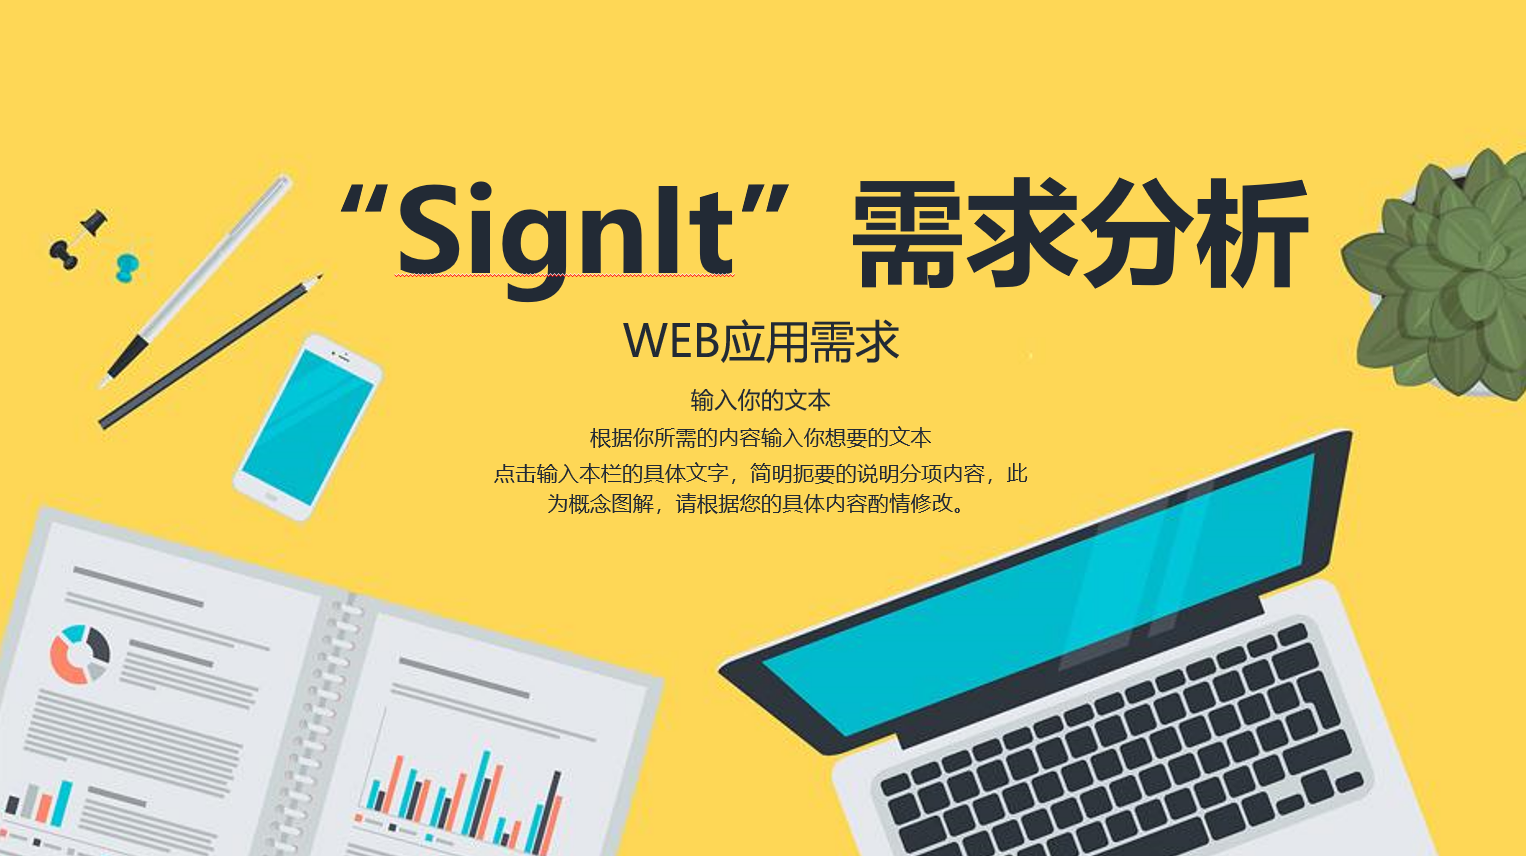 “SignIt”需求分析
WEB应用需求
输入你的文本
根据你所需的内容输入你想要的文本
点击输入本栏的具体文字，简明扼要的说明分项内容，此
为概念图解，请根据您的具体内容酌情修改。